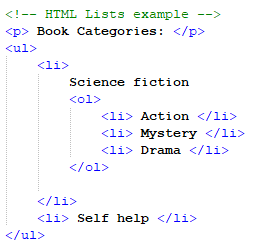 <!-- HTML Lists example -->
<p> Book Categories: </p>
<ul>
    <li>
        Science fiction
        <ol>
            <li> Action </li>
            <li> Mystery </li>
            <li> Drama </li>
        </ol>

    </li>
    <li> Self help </li>
</ul>